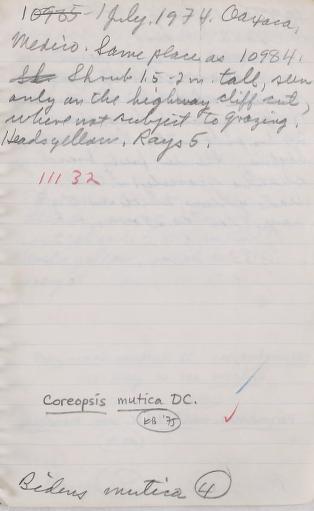 10985 - 1 July, 1974. Oaxaca,
Mexico. Same place as 10984.
Sh Shrub 1.5-2 m. tall, seen
only on the highway cliff cut,
where not subject to grazing.
Heads yellow. Rays 5.
11132
Coreopsis mutica DC.
KB '75
Bidens mutica 4